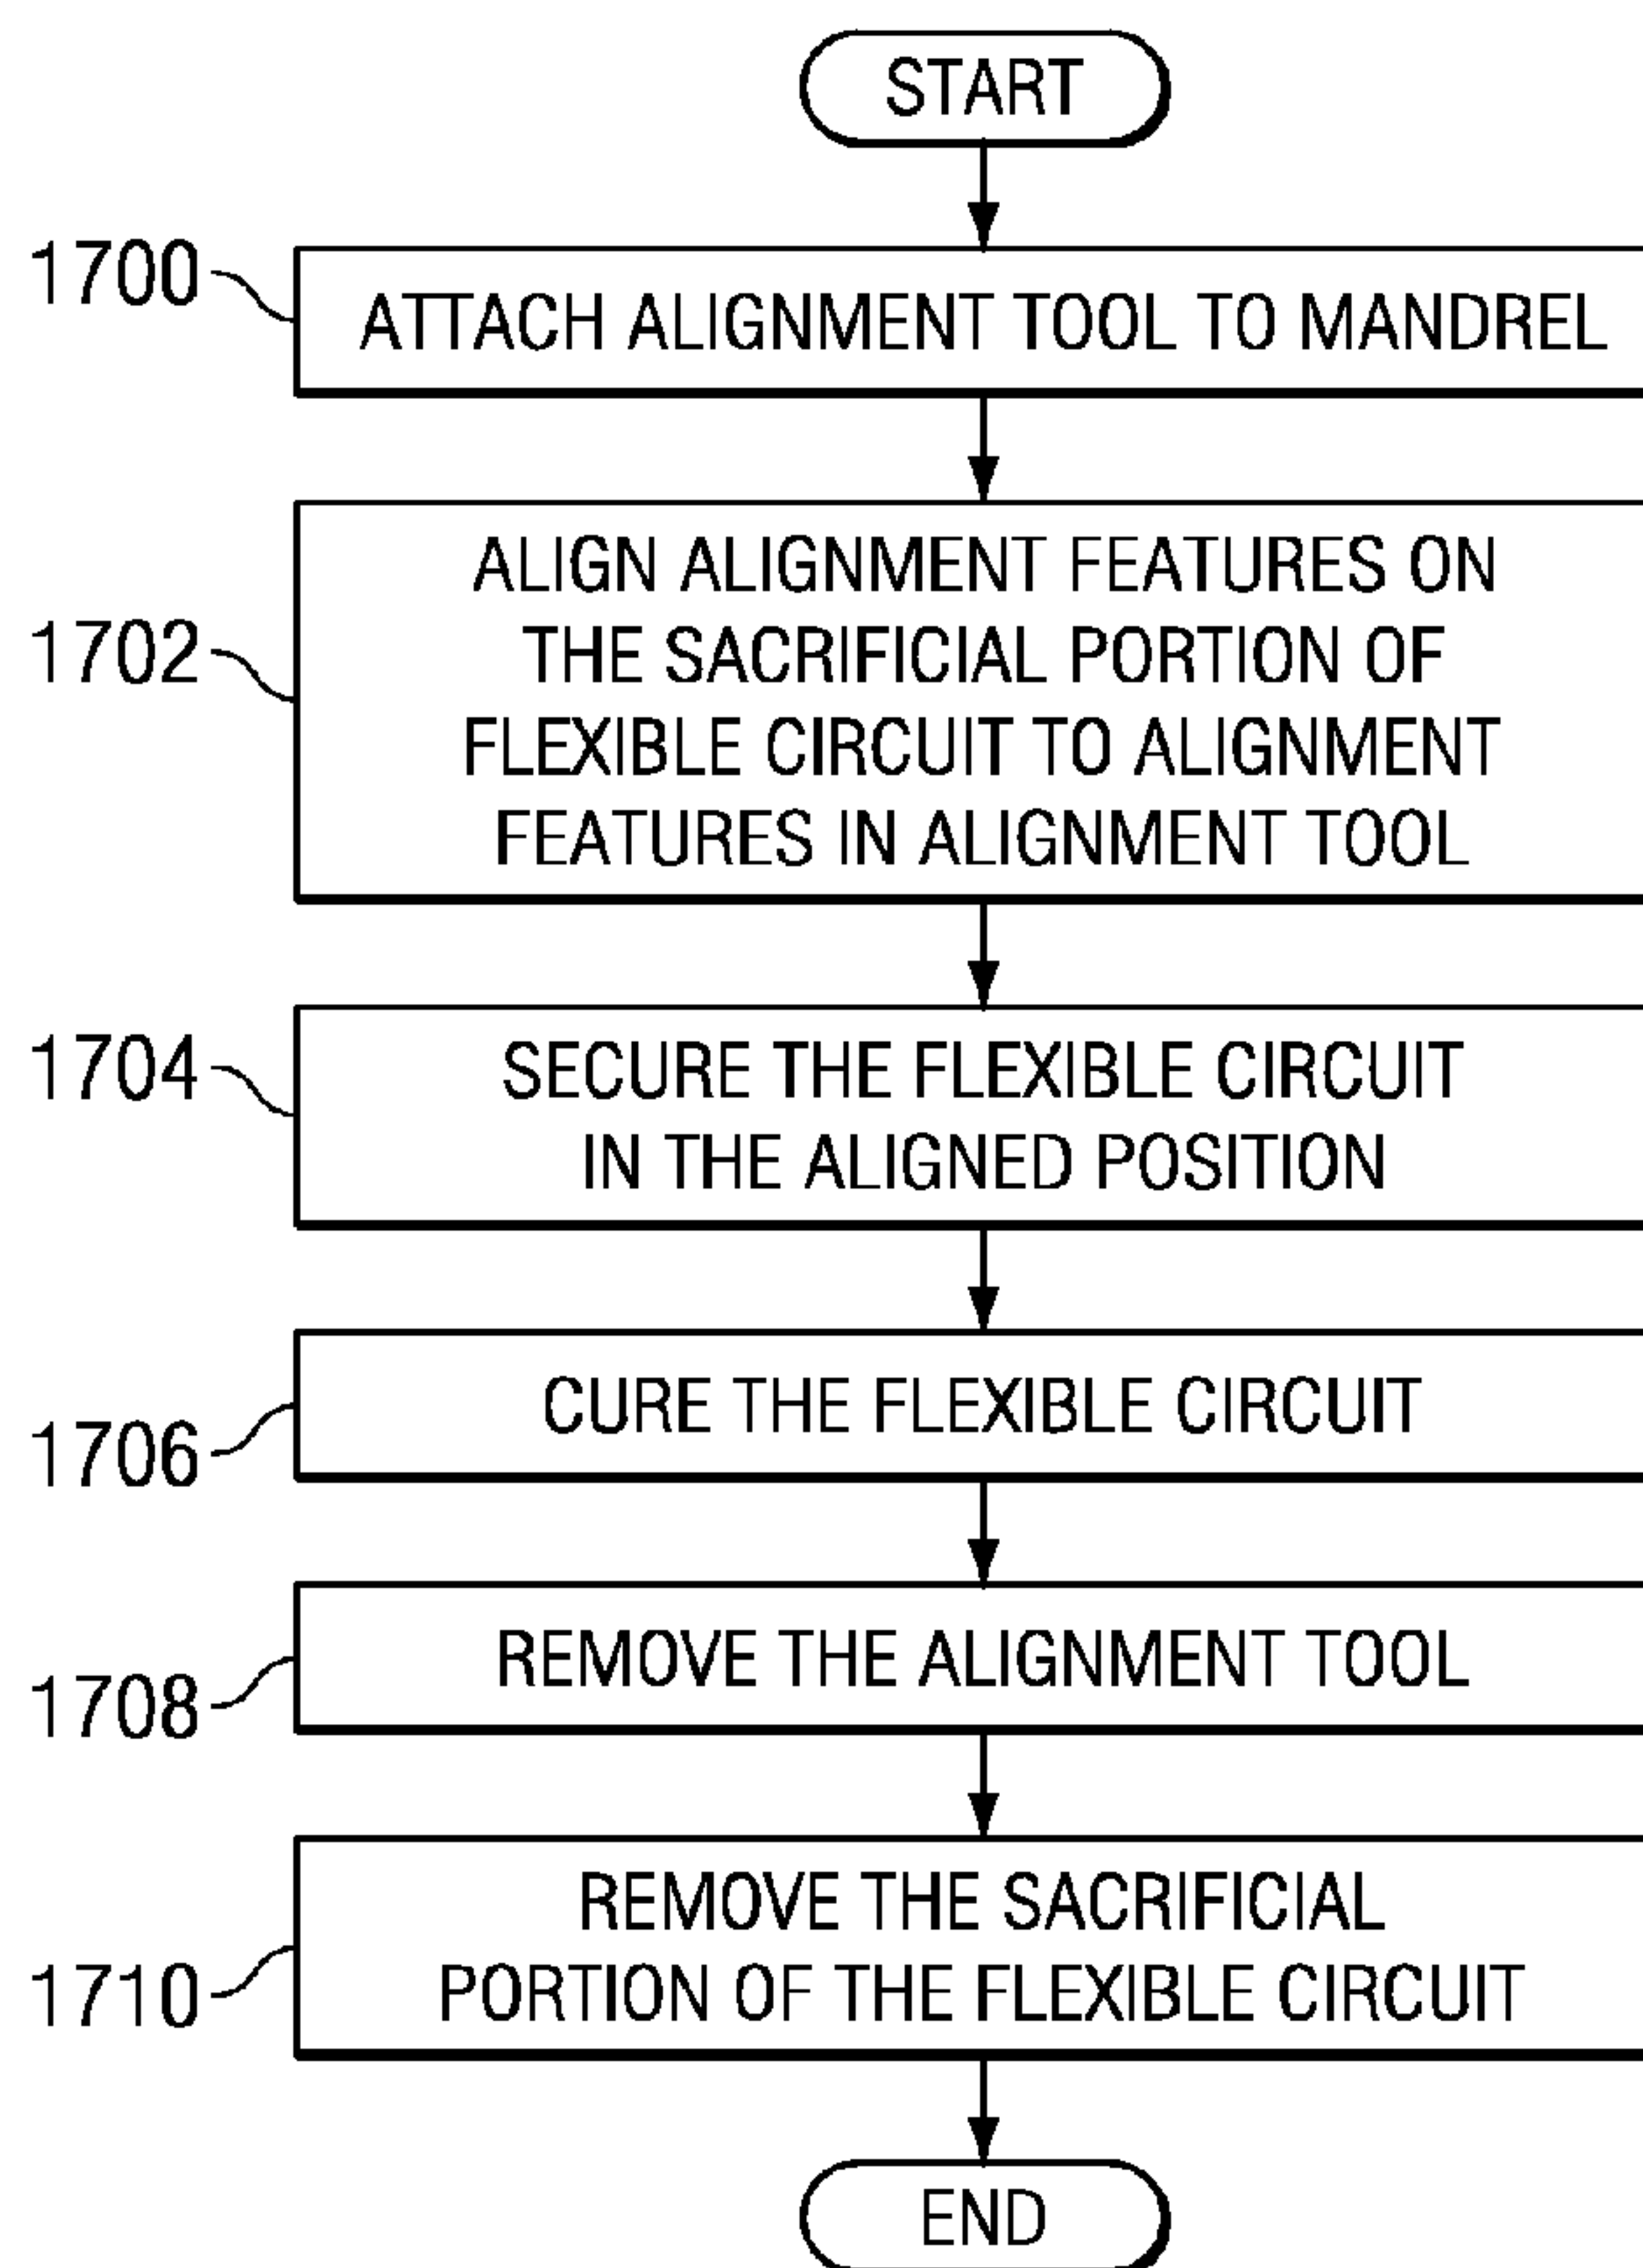 START
1700
ATTACH ALIGNMENT TOOL TO MANDREL
1702
ALIGN ALIGNMENT FEATURES ON
THE SACRIFICIAL PORTION OF
FLEXIBLE CIRCUIT TO ALIGNMENT
FEATURES IN ALIGNMENT TOOL
1704
SECURE THE FLEXIBLE CIRCUIT
IN THE ALIGNED POSITION
1706
CURE THE FLEXIBLE CIRCUIT
1708
REMOVE THE ALIGNMENT TOOL
1710
REMOVE THE SACRIFICIAL
PORTION OF THE FLEXIBLE CIRCUIT
END